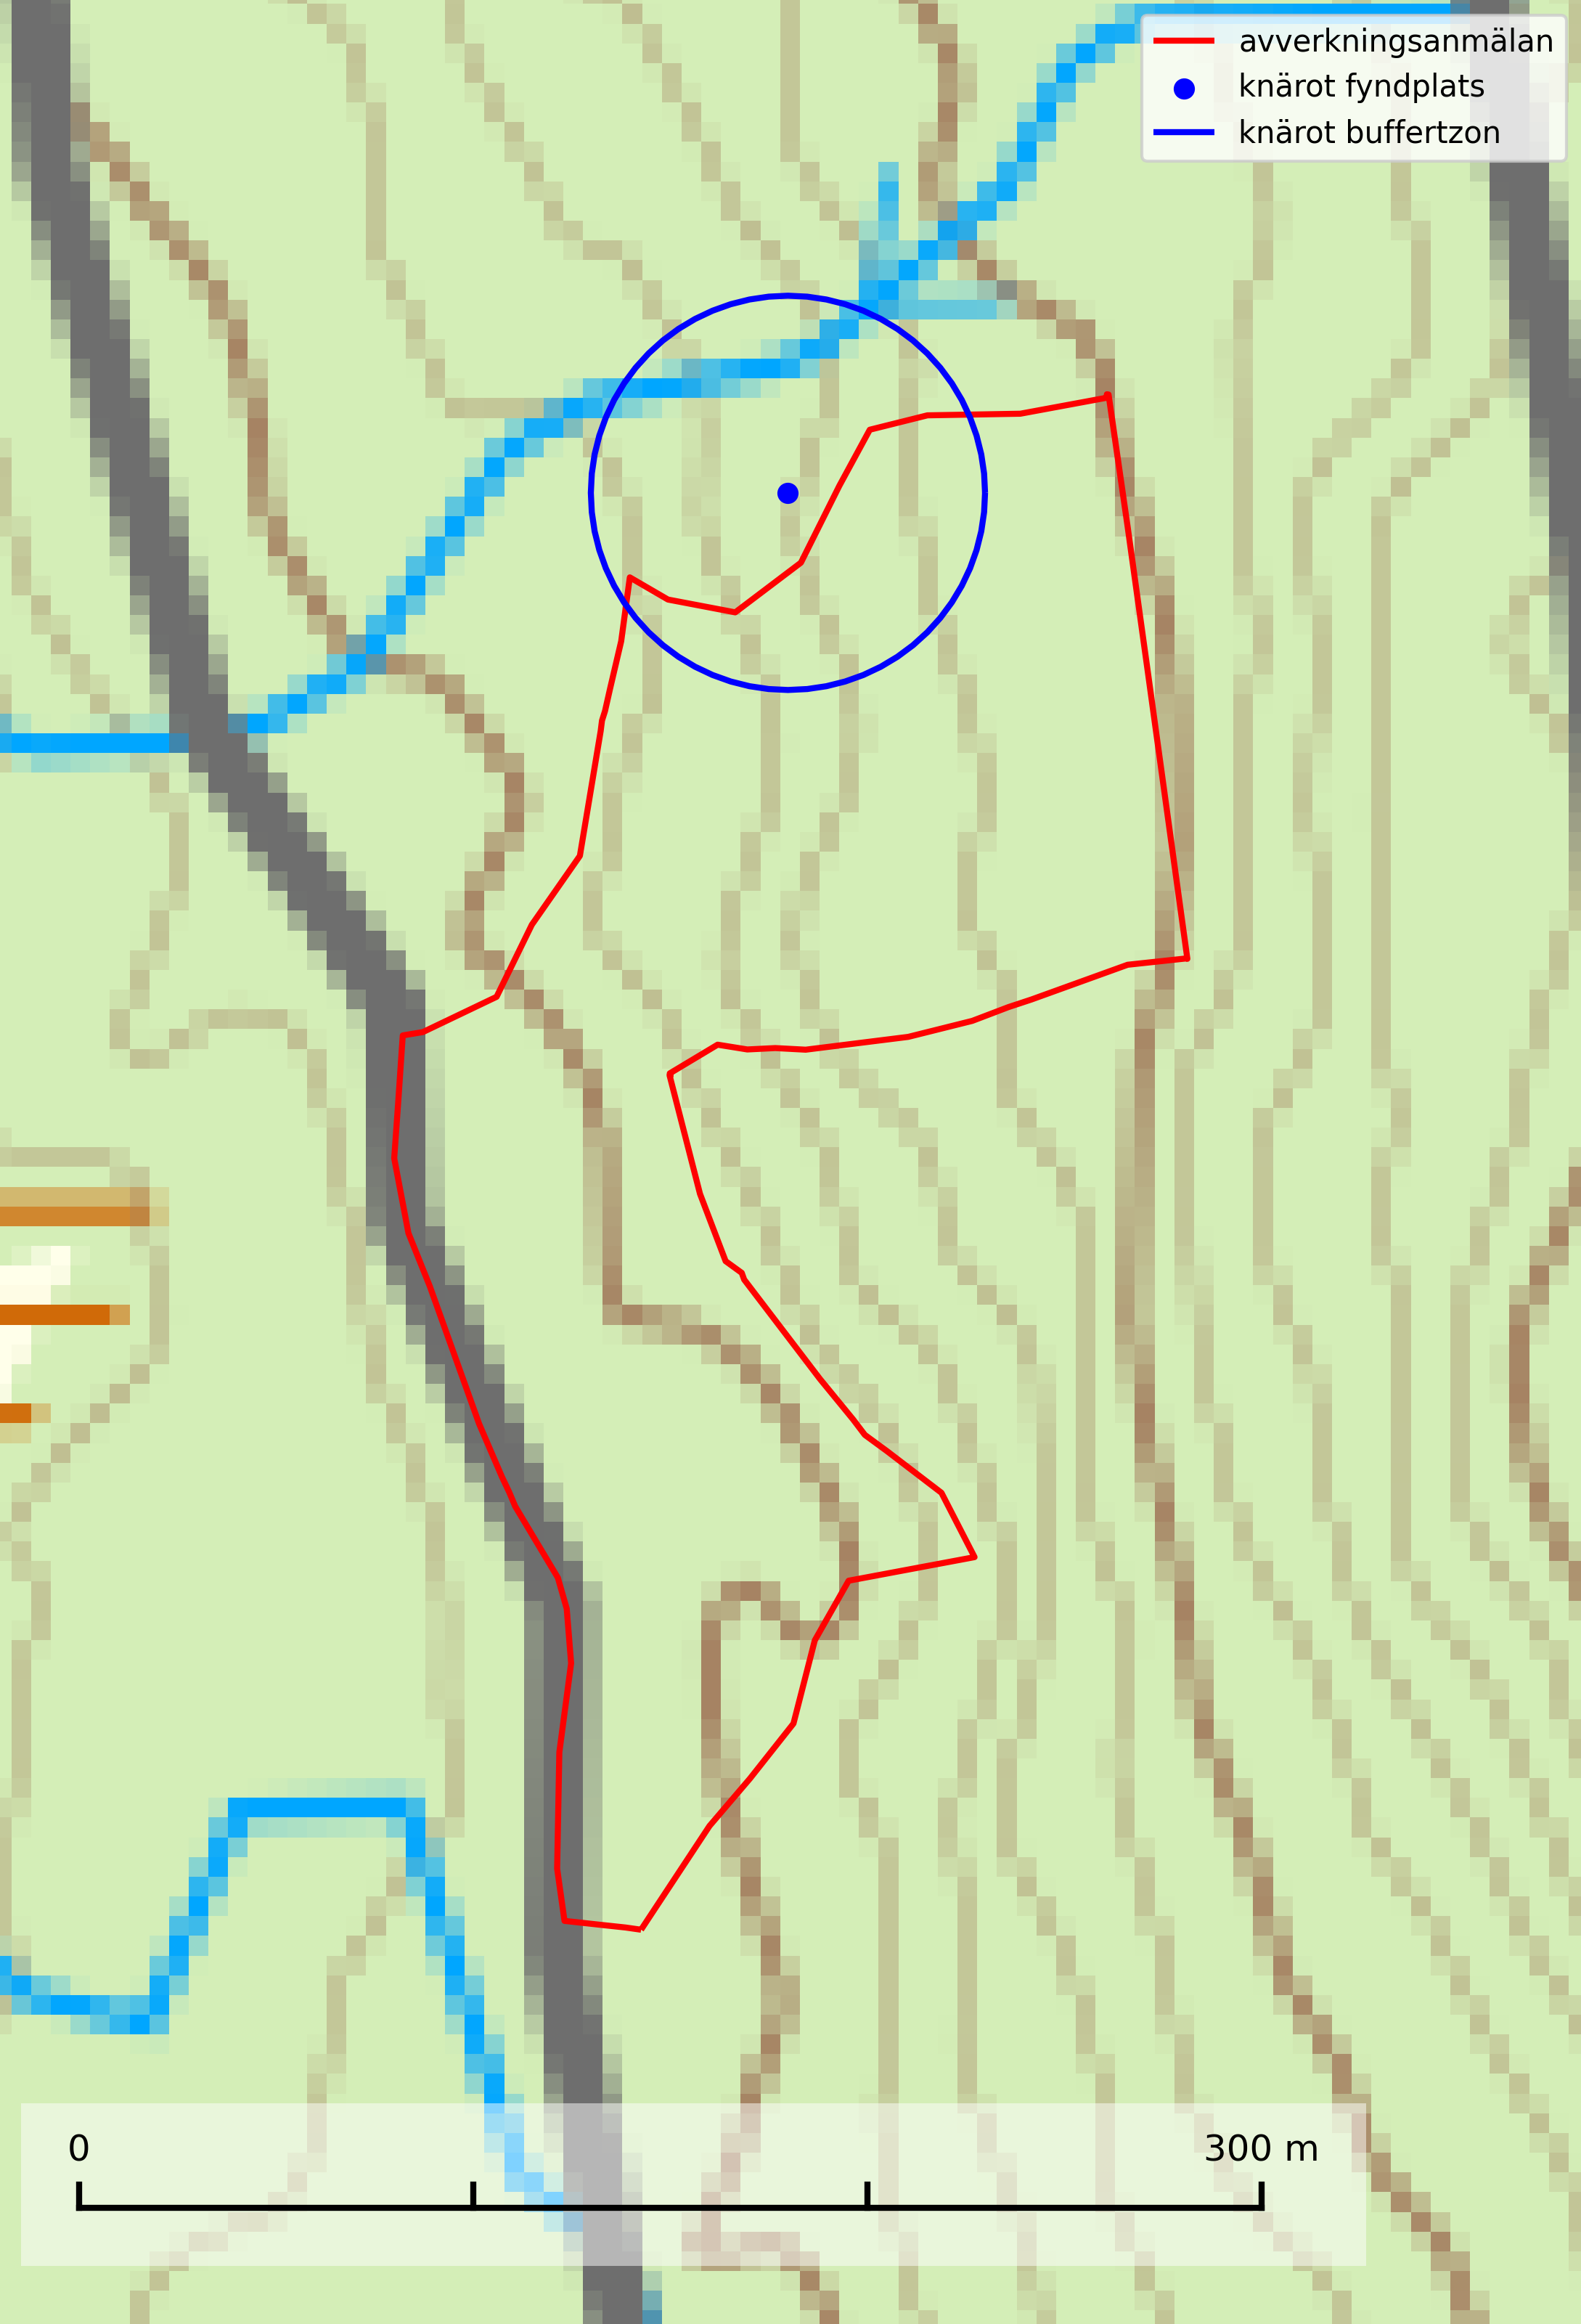 avverkningsanmälan
knärot fyndplats
knärot buffertzon
0 300 m